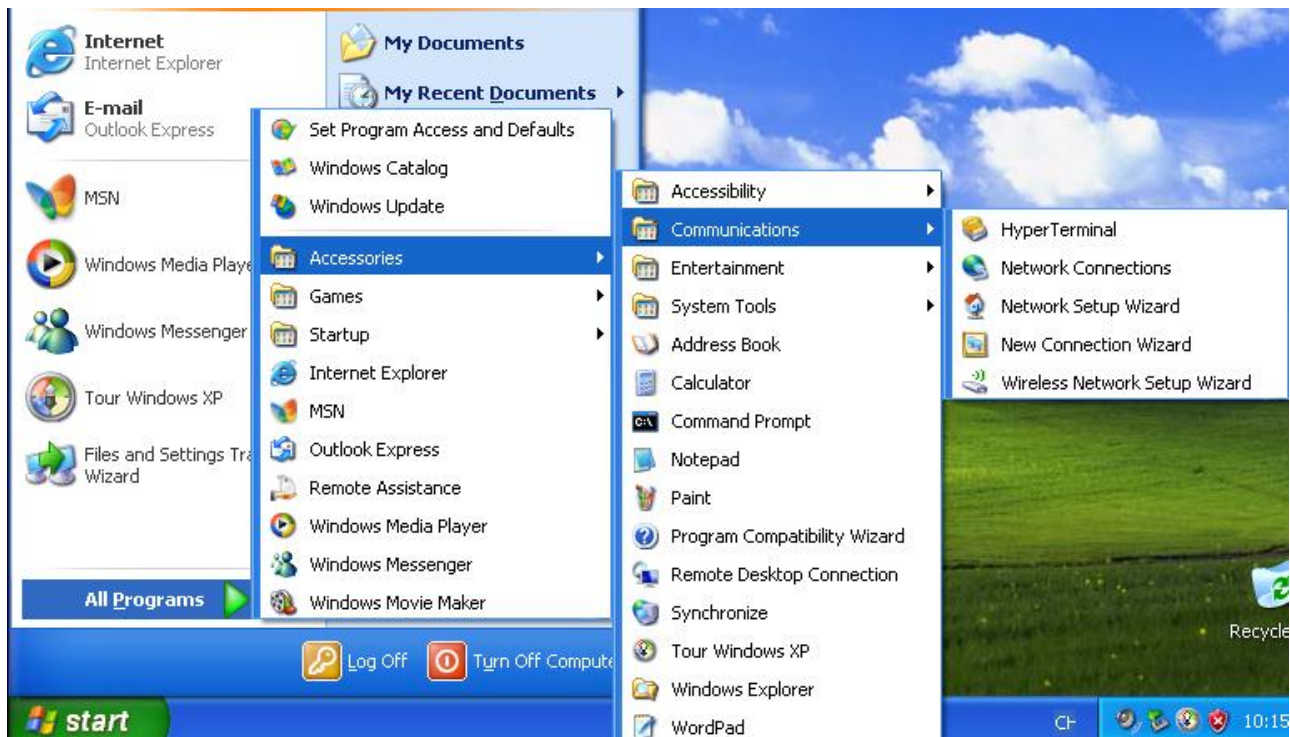 Internet
Internet Explorer
E-mail
Outlook Express
MSN
Windows Media Playe
Windows Messenger
Tour Windows XP
Files and Settings Tra
Wizard
All Programs
My Documents
My Recent Documents
Set Program Access and Defaults
Windows Catalog
Windows Update
Accessories
Games
Startup
Internet Explorer
MSN
Outlook Express
Remote Assistance
Windows Media Player
Windows Messenger
Windows Movie Maker
Accessibility
Communications
Entertainment
System Tools
Address Book
Calculator
Command Prompt
Notepad
Paint
Program Compatibility Wizard
Remote Desktop Connection
Synchronize
Tour Windows XP
Windows Explorer
WordPad
HyperTerminal
Network Connections
Network Setup Wizard
New Connection Wizard
Wireless Network Setup Wizard
Recycle
Log Off
Turn Off Compute
start
CH
10:15